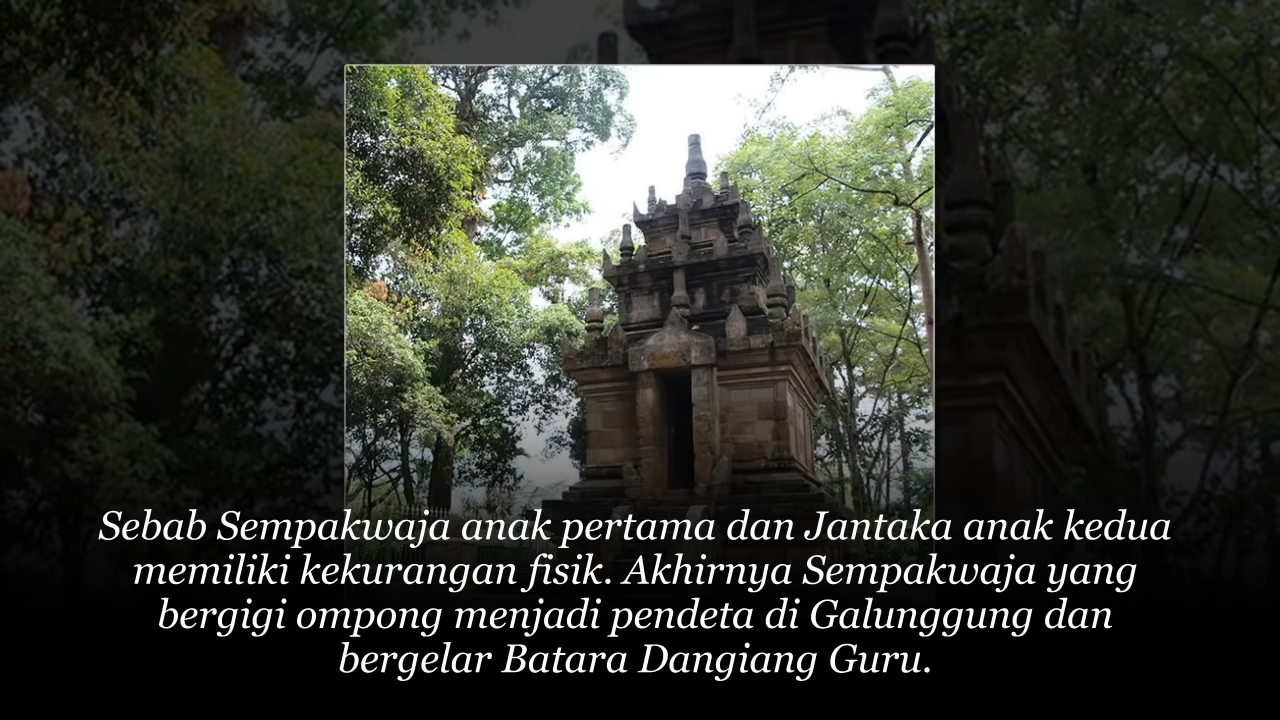 Sebab Sempakwaja anak pertama dan Jantaka anak kedua
memiliki kekurangan fisik. Akhirnya Sempakwaja yang
bergigi ompong menjadi pendeta di Galunggung dan
bergelar Batara Dangiang Guru.